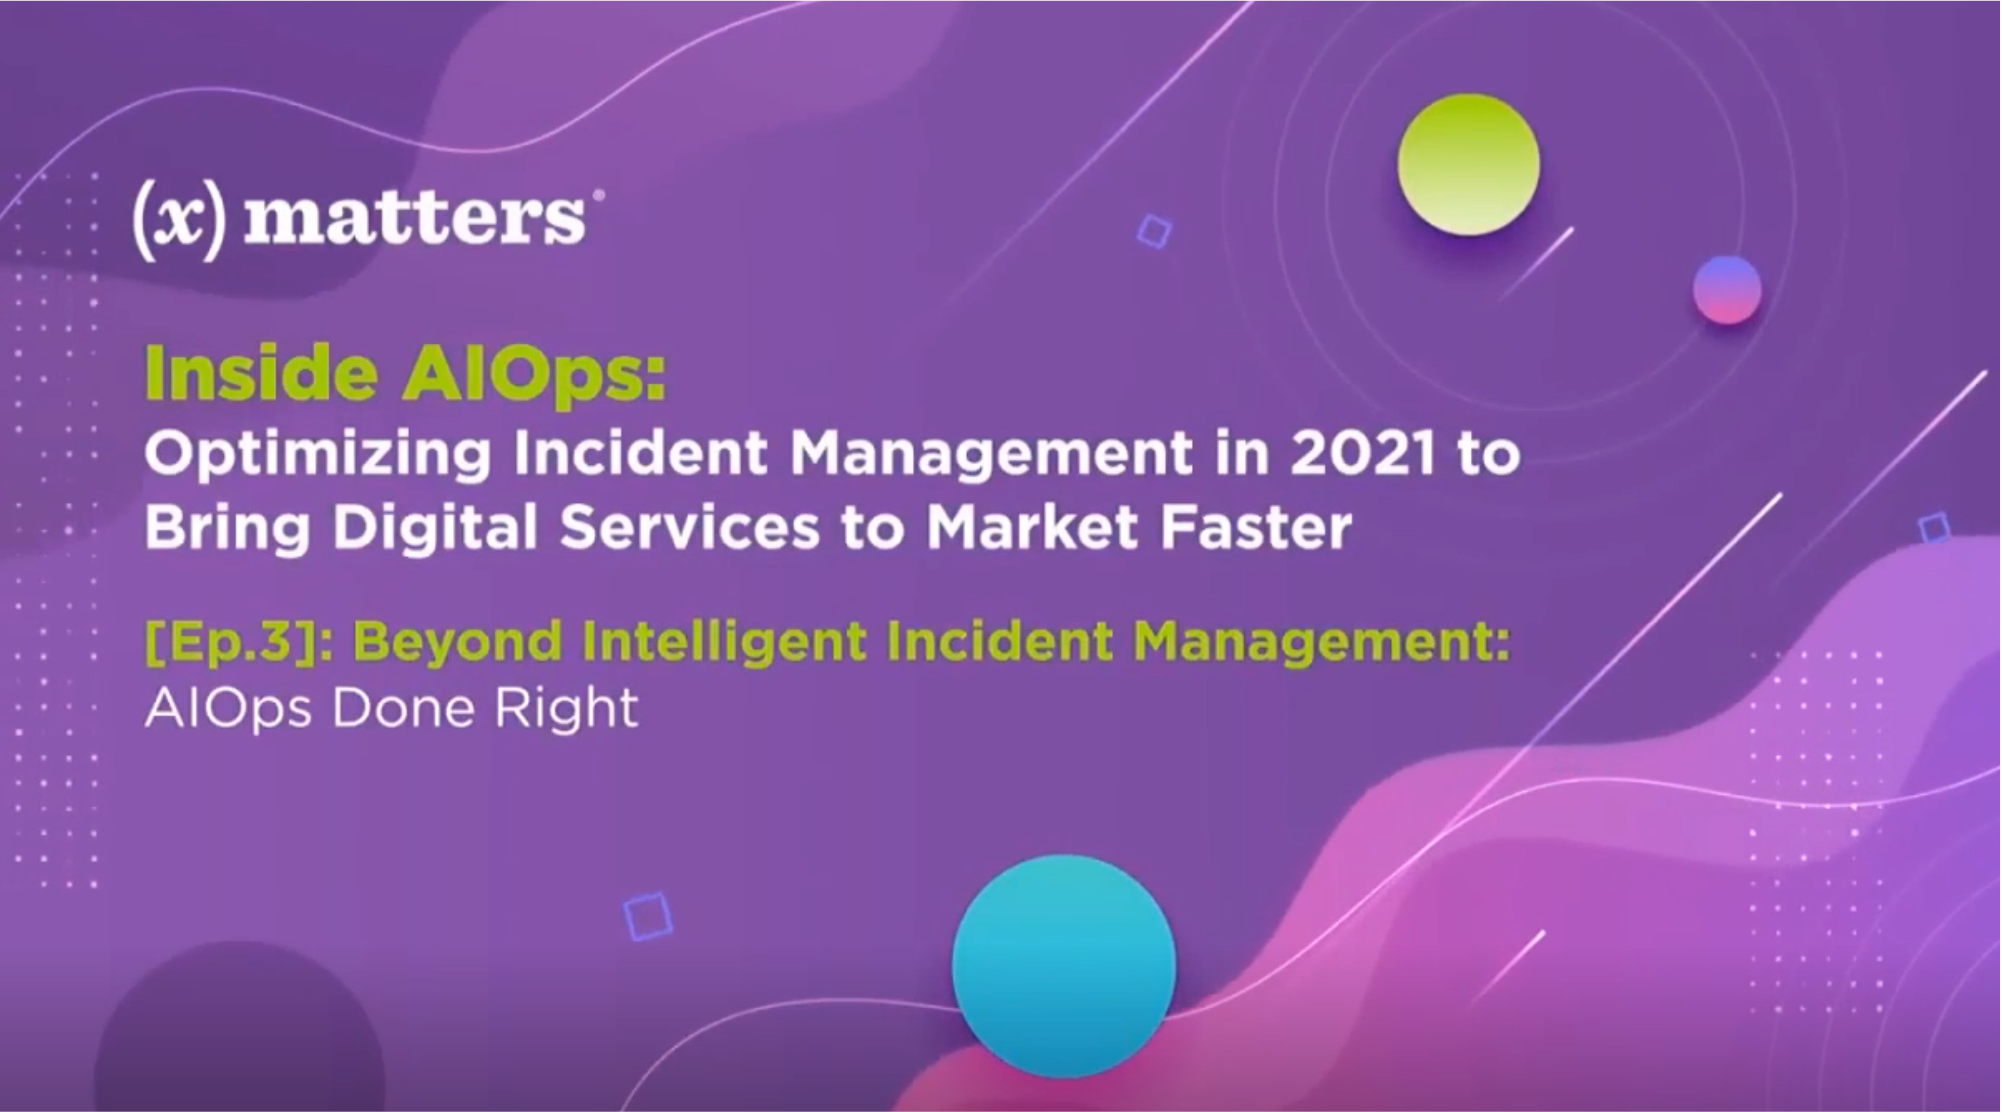 (x) matters®
Inside AIOps:
Optimizing Incident Management in 2021 to
Bring Digital Services to Market Faster
[Ep.3]: Beyond Intelligent Incident Management:
AIOps Done Right